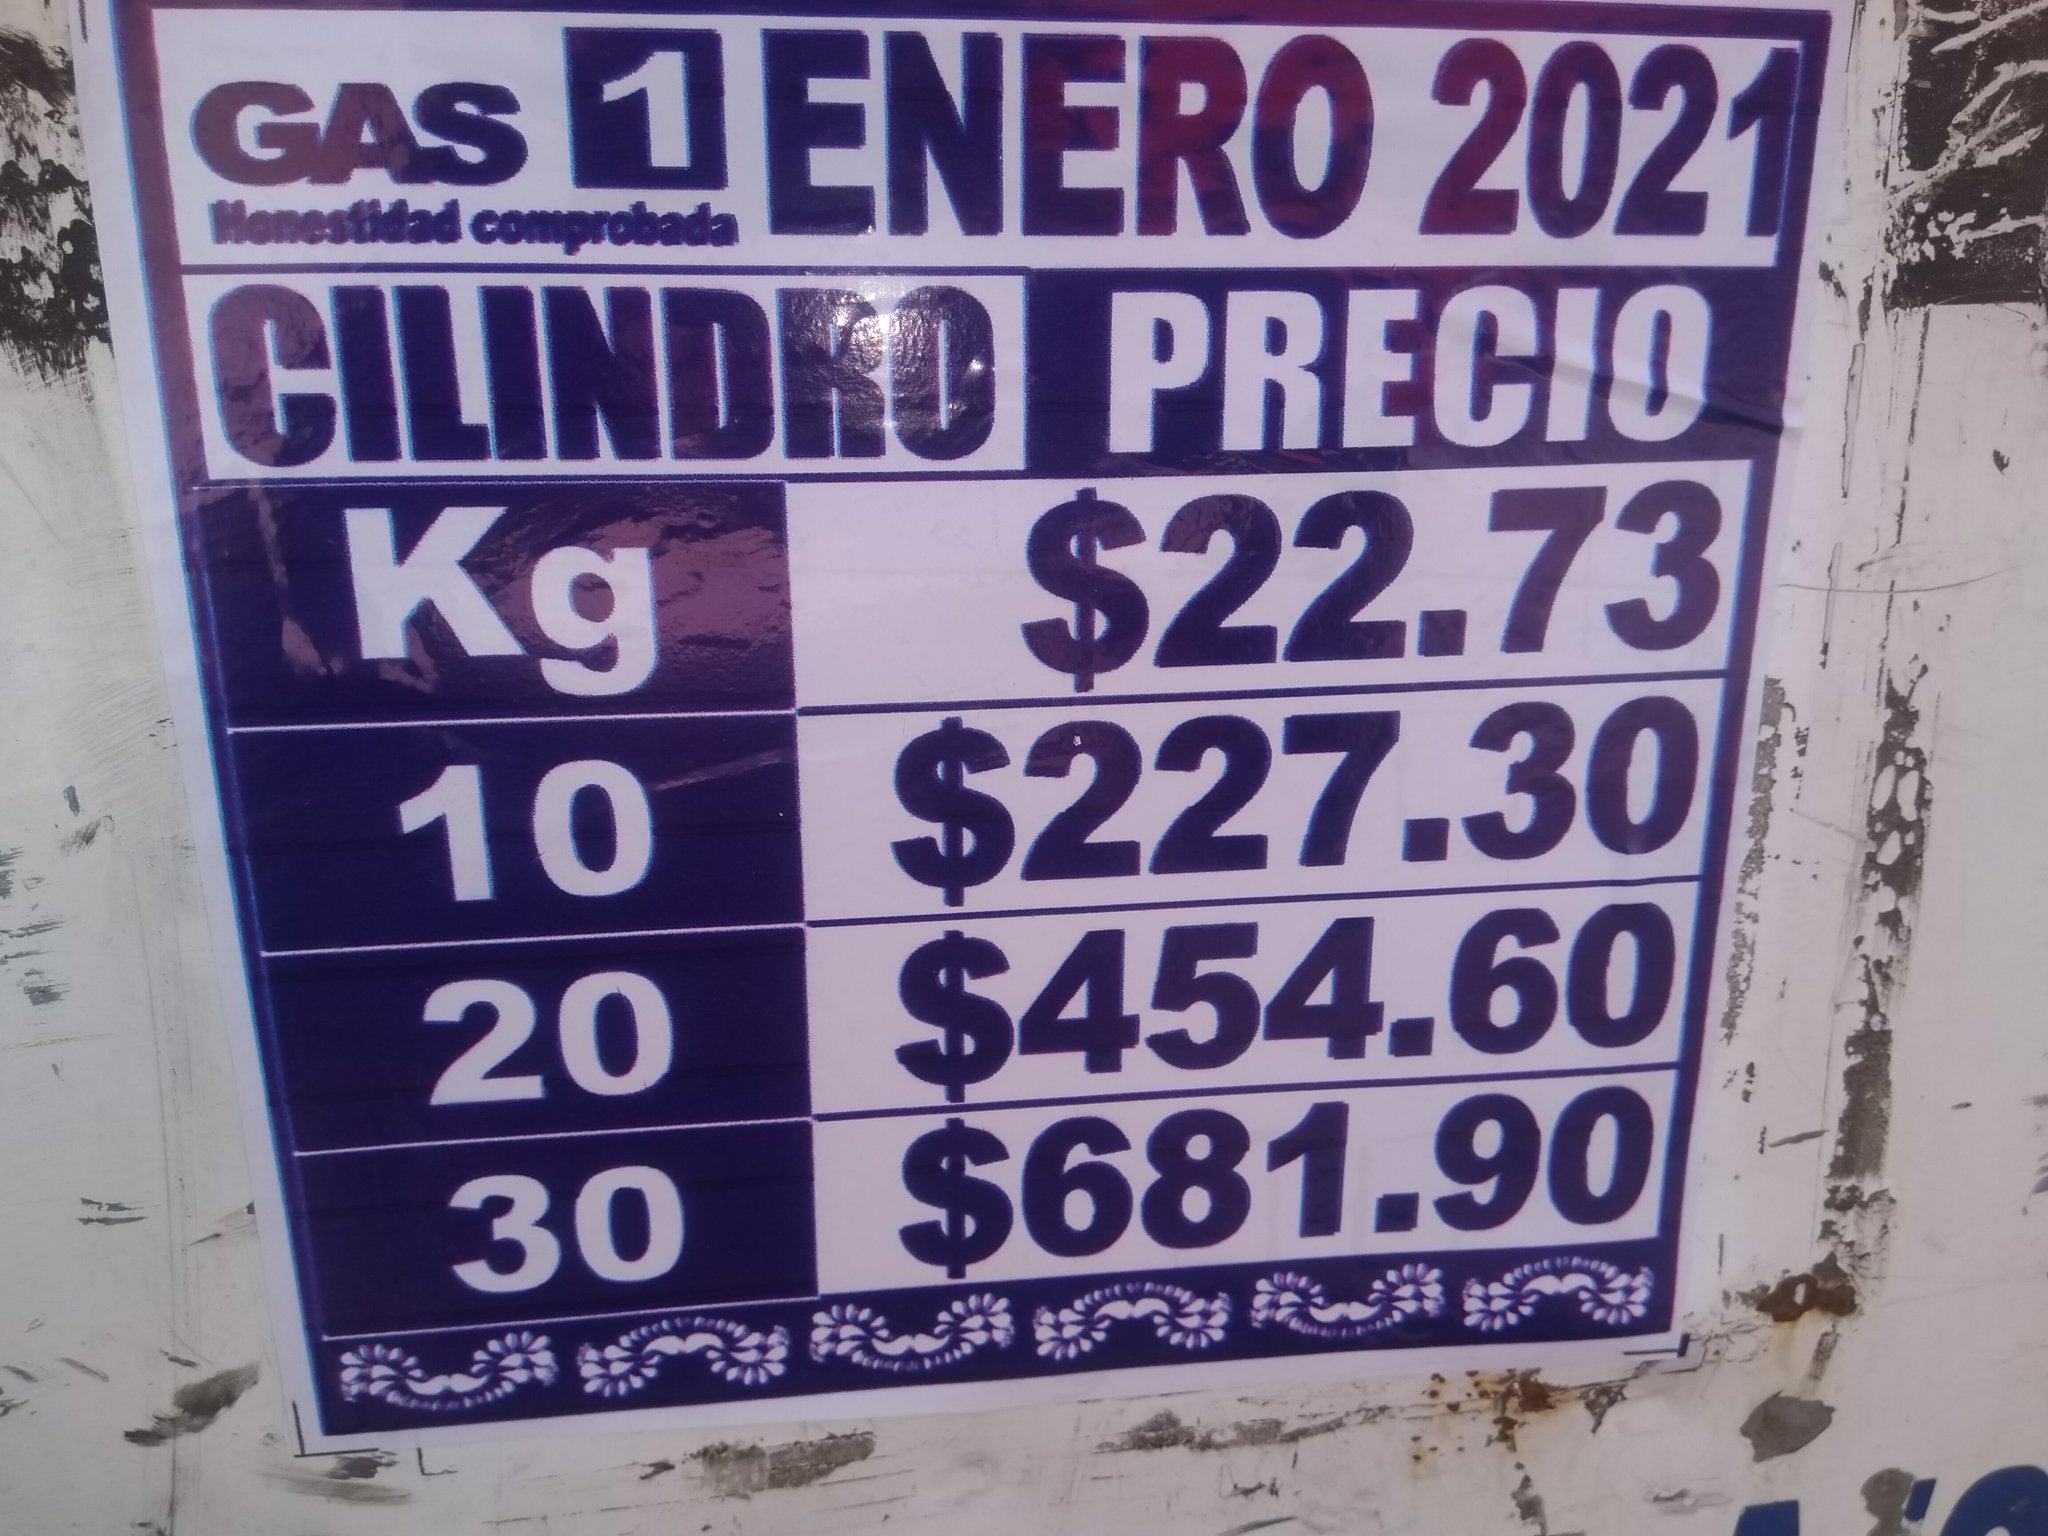 GAS 1 ENERO 2021
Honestidad comprobada
CILINDRO PRECIO
Kg $22.73
10 $227.30
20 $454.60
30 $681.90